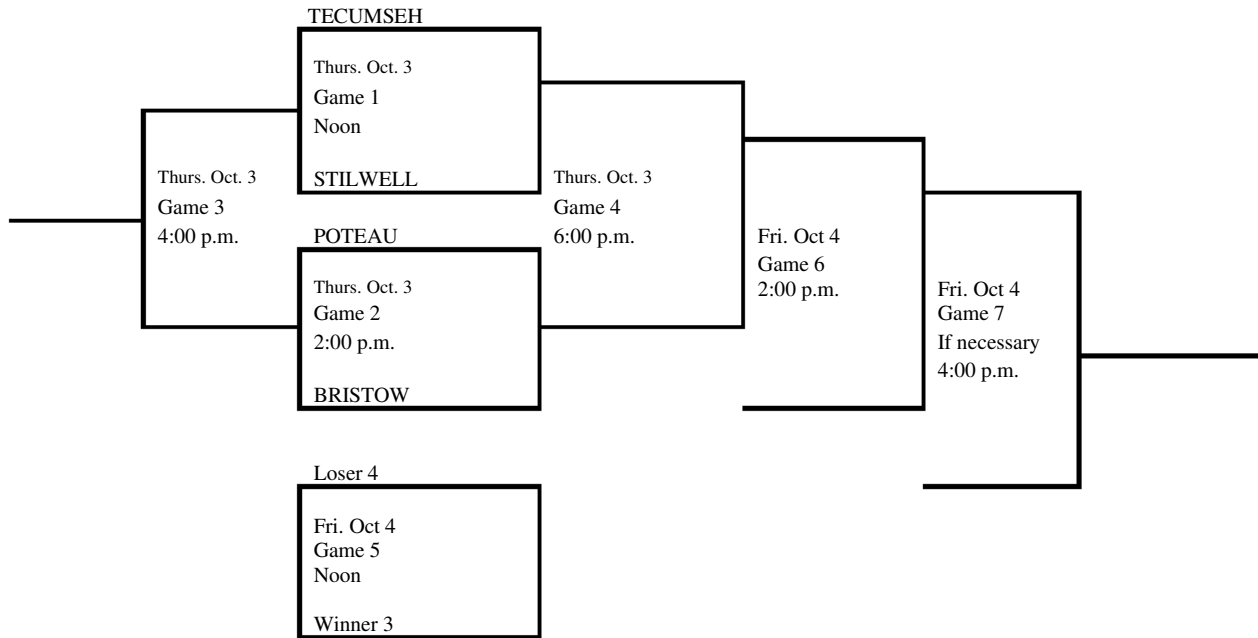 TECUMSEH
Thurs. Oct. 3
Game 1
Noon
STILWELL
Thurs. Oct. 3
Game 3
4:00 p.m.
Thurs. Oct. 3
Game 4
6:00 p.m.
POTEAU
Thurs. Oct. 3
Game 2
2:00 p.m.
BRISTOW
Fri. Oct 4
Game 6
2:00 p.m.
Fri. Oct 4
Game 7
If necessary
4:00 p.m.
Loser 4
Fri. Oct 4
Game 5
Noon
Winner 3